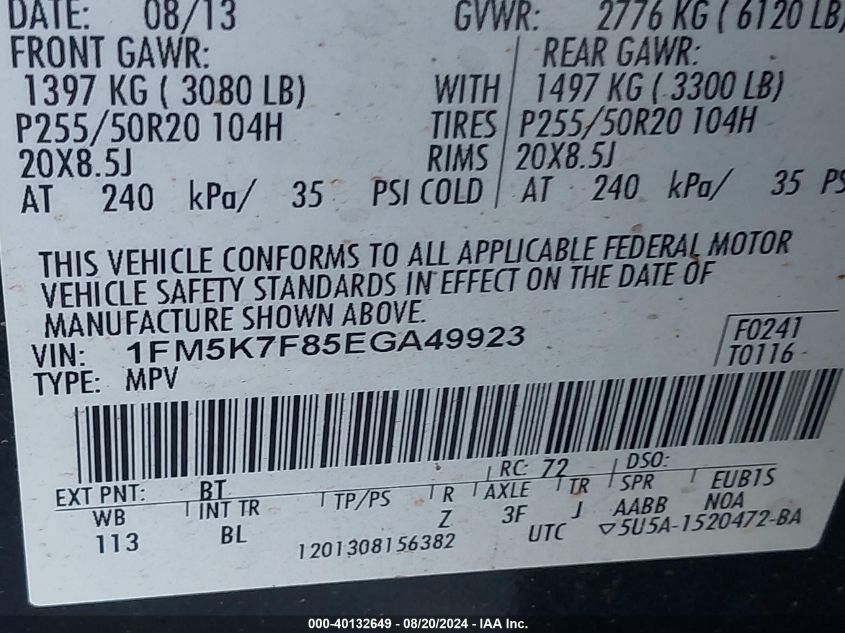 DATE: 08/13 GVWR: 2776 KG ( 6120 LB)
FRONT GAWR: REAR GAWR:
1397 KG ( 3080 LB) WITH 1497 KG ( 3300 LB)
P255/50R20 104H TIRES P255/50R20 104H
20X8.5J RIMS 20X8.5J
AT 240 kPa/ 35 PSI COLD AT 240 kPa/ 35 PS
THIS VEHICLE CONFORMS TO ALL APPLICABLE FEDERAL MOTOR
VEHICLE SAFETY STANDARDS IN EFFECT ON THE DATE OF
MANUFACTURE SHOWN ABOVE.
VIN: 1FM5K7F85EGA49923 F0241
TYPE: MPV T0116
EXT PNT: BT RC: 72 DSO:
WB INT TR TP/PS R AXLE TR SPR EUB1S
113 BL Z 3F J AABB NOA
1201308156382 UTC ▽5U5A-1520472-BA
000-40132649 - 08/20/2024 - IAA Inc.